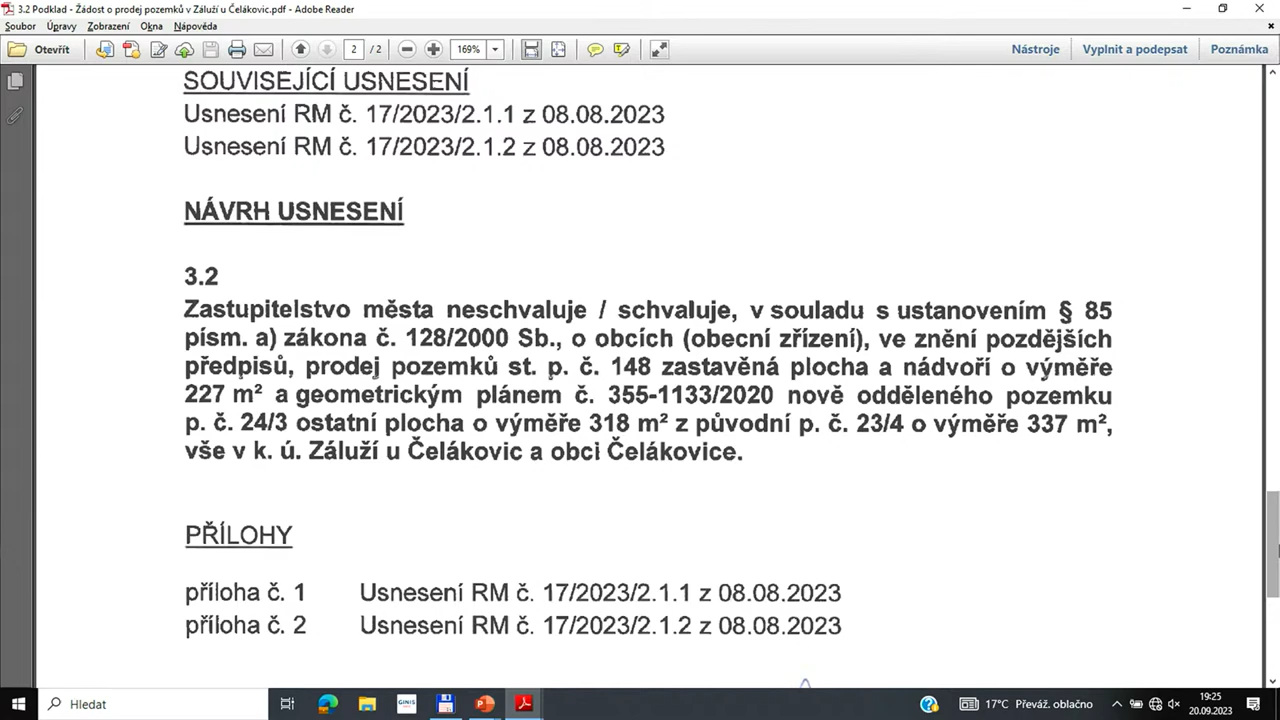 3.2 Podklad - Žádost o prodej pozemků v Záluží u Čelákovic.pdf - Adobe Reader
Soubor Úpravy Zobrazení Okna Nápověda
Otevřít 2 / 2 169% Nástroje Vyplnit a podepsat Poznámka
SOUVISEJÍCÍ USNESENÍ
Usnesení RM č. 17/2023/2.1.1 z 08.08.2023
Usnesení RM č. 17/2023/2.1.2 z 08.08.2023
NÁVRH USNESENÍ
3.2
Zastupitelstvo města neschvaluje / schvaluje, v souladu s ustanovením § 85
písm. a) zákona č. 128/2000 Sb., o obcích (obecní zřízení), ve znění pozdějších
předpisů, prodej pozemků st. p. č. 148 zastavěná plocha a nádvoří o výměře
227 m² a geometrickým plánem č. 355-1133/2020 nově odděleného pozemku
p. č. 24/3 ostatní plocha o výměře 318 m² z původní p. č. 23/4 o výměře 337 m²,
vše v k. ú. Záluží u Čelákovic a obci Čelákovice.
PŘÍLOHY
příloha č. 1 Usnesení RM č. 17/2023/2.1.1 z 08.08.2023
příloha č. 2 Usnesení RM č. 17/2023/2.1.2 z 08.08.2023
Hledat GINIS 17°C Převáž. oblačno 19:25
20.09.2023